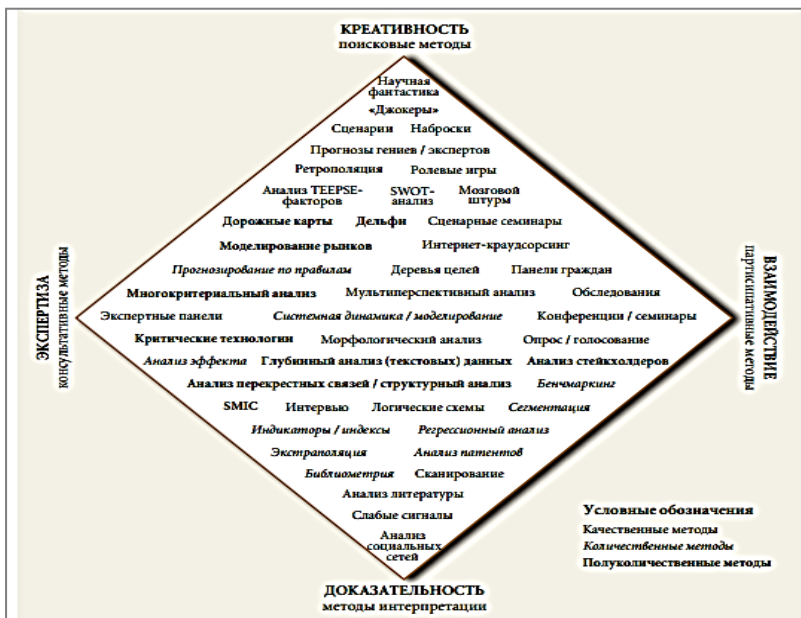 КРЕАТИВНОСТЬ
поисковые методы
Научная
фантастика
«Джокеры»
Сценарии Наброски
Прогнозы гениев / экспертов
Ретрополяция Ролевые игры
Анализ TEEPSE-
факторов
SWOT-
анализ
Мозговой
штурм
Дорожные карты Дельфи Сценарные семинары
Моделирование рынков Интернет-краудсорсинг
Прогнозирование по правилам Деревья целей Панели граждан
Многокритериальный анализ Мультиперспективный анализ Обследования
Экспертные панели Системная динамика / моделирование Конференции / семинары
Критические технологии Морфологический анализ Опрос / голосование
Анализ эффекта Глубинный анализ (текстовых) данных Анализ стейкхолдеров
Анализ перекрестных связей / структурный анализ Бенчмаркинг
SMIC Интервью Логические схемы Сегментация
Индикаторы / индексы Регрессионный анализ
Экстраполяция Анализ патентов
Библиометрия Сканирование
Анализ литературы
Слабые сигналы
Анализ
социальных
сетей
ЭКСПЕРТИЗА
консультативные методы
ВЗАИМОДЕЙСТВИЕ
партисипативные методы
Условные обозначения
Качественные методы
Количественные методы
Полуколичественные методы
ДОКАЗАТЕЛЬНОСТЬ
методы интерпретации